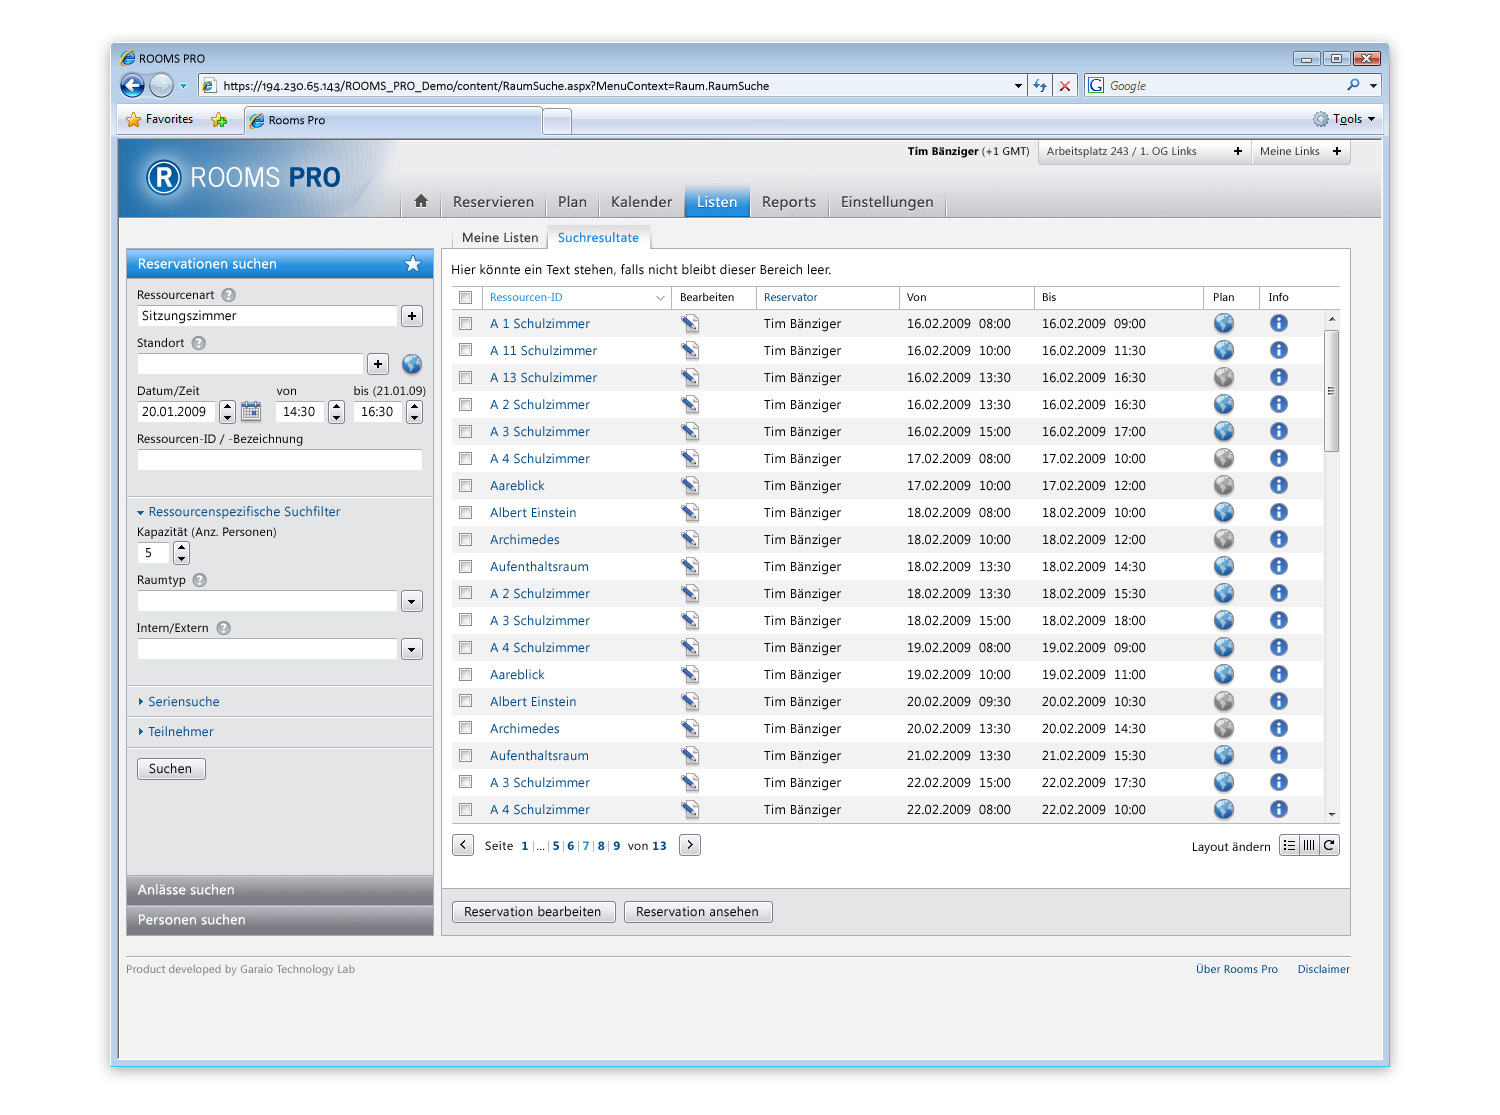 ROOMS PRO
https://194.230.65.143/ROOMS_PRO_Demo/content/RaumSuche.aspx?MenuContext=Raum.RaumSuche
Google
Favorites
Rooms Pro
Tools
Tim Bänziger (+1 GMT)
Arbeitsplatz 243 / 1. OG Links +
Meine Links +
R ROOMS PRO
Reservieren Plan Kalender Listen Reports Einstellungen
Meine Listen Suchresultate
Reservationen suchen
Ressourcenart ?
Sitzungszimmer +
Standort ?
+
Datum/Zeit von bis (21.01.09)
20.01.2009 14:30 16:30
Ressourcen-ID / -Bezeichnung
Ressourcenspezifische Suchfilter
Kapazität (Anz. Personen)
5
Raumtyp ?
Intern/Extern ?
Seriensuche
Teilnehmer
Suchen
Anlässe suchen
Personen suchen
Hier könnte ein Text stehen, falls nicht bleibt dieser Bereich leer.
Ressourcen-ID Bearbeiten Reservator Von Bis Plan Info
A 1 Schulzimmer Tim Bänziger 16.02.2009 08:00 16.02.2009 09:00 i
A 11 Schulzimmer Tim Bänziger 16.02.2009 10:00 16.02.2009 11:30 i
A 13 Schulzimmer Tim Bänziger 16.02.2009 13:30 16.02.2009 16:30 i
A 2 Schulzimmer Tim Bänziger 16.02.2009 13:30 16.02.2009 16:30 i
A 3 Schulzimmer Tim Bänziger 16.02.2009 15:00 16.02.2009 17:00 i
A 4 Schulzimmer Tim Bänziger 17.02.2009 08:00 17.02.2009 10:00 i
Aareblick Tim Bänziger 17.02.2009 10:00 17.02.2009 12:00 i
Albert Einstein Tim Bänziger 18.02.2009 08:00 18.02.2009 10:00 i
Archimedes Tim Bänziger 18.02.2009 10:00 18.02.2009 12:00 i
Aufenthaltsraum Tim Bänziger 18.02.2009 13:30 18.02.2009 14:30 i
A 2 Schulzimmer Tim Bänziger 18.02.2009 13:30 18.02.2009 15:30 i
A 3 Schulzimmer Tim Bänziger 18.02.2009 15:00 18.02.2009 18:00 i
A 4 Schulzimmer Tim Bänziger 19.02.2009 08:00 19.02.2009 09:00 i
Aareblick Tim Bänziger 19.02.2009 10:00 19.02.2009 11:00 i
Albert Einstein Tim Bänziger 20.02.2009 09:30 20.02.2009 10:30 i
Archimedes Tim Bänziger 20.02.2009 13:30 20.02.2009 14:30 i
Aufenthaltsraum Tim Bänziger 21.02.2009 13:30 21.02.2009 15:30 i
A 3 Schulzimmer Tim Bänziger 22.02.2009 15:00 22.02.2009 17:30 i
A 4 Schulzimmer Tim Bänziger 22.02.2009 08:00 22.02.2009 10:00 i
Seite 1 |...| 5 | 6 | 7 | 8 | 9 von 13
Layout ändern
Reservation bearbeiten Reservation ansehen
Product developed by Garaio Technology Lab
Über Rooms Pro Disclaimer